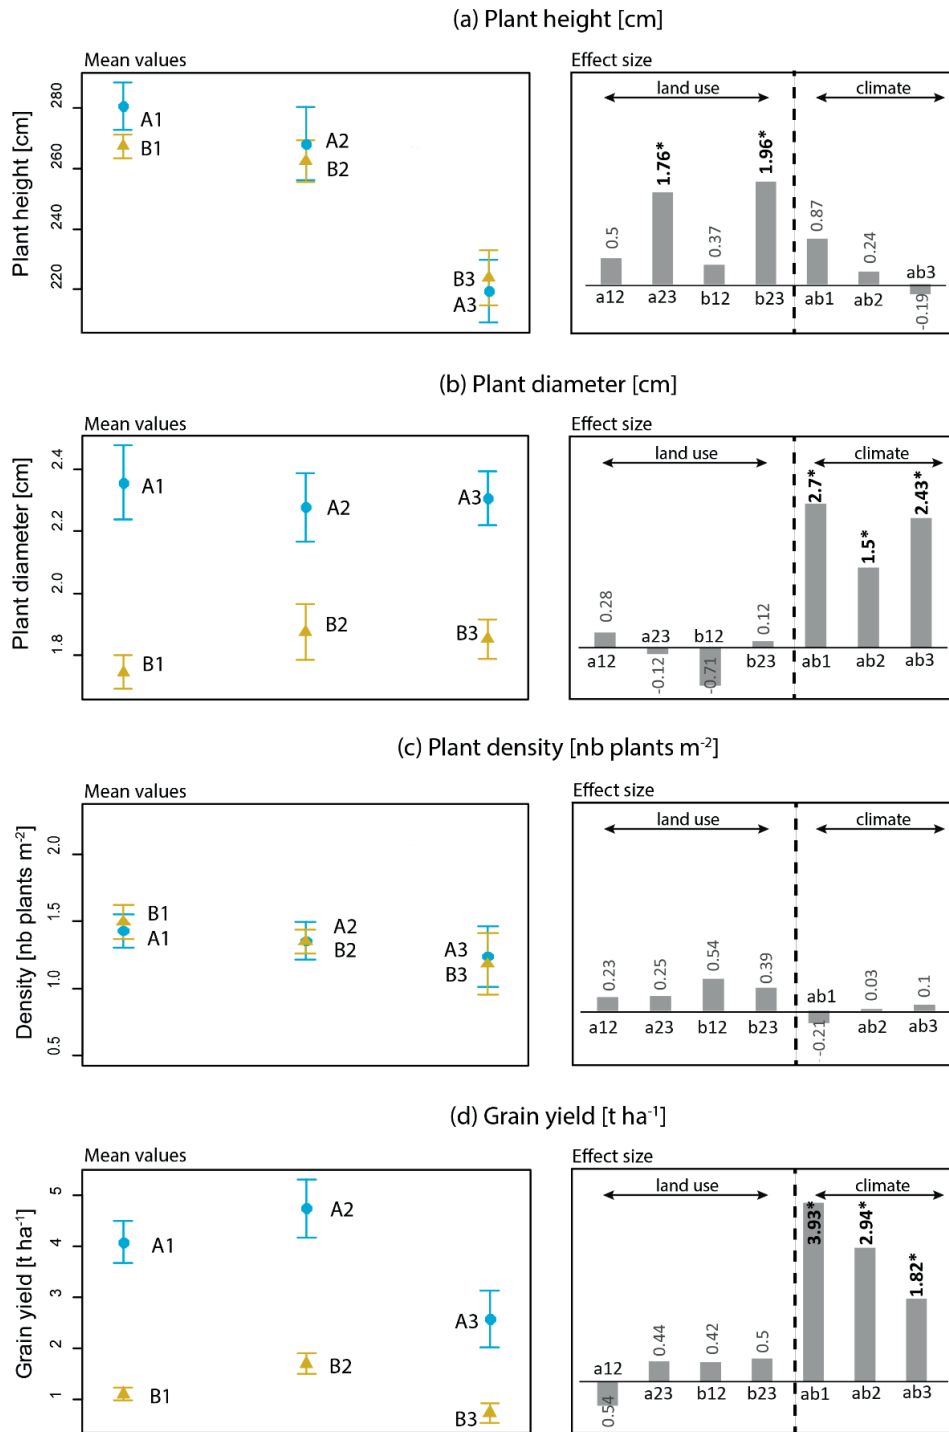 (a) Plant height [cm]
Mean values
Effect size
Plant height [cm]
280
260
240
220
A1
B1
A2
B2
B3
A3
land use
climate
0.5
1.76*
0.37
1.96*
0.87
0.24
ab3
a12
a23
b12
b23
ab1
ab2
-0.19
(b) Plant diameter [cm]
Mean values
Effect size
Plant diameter [cm]
2.4
2.2
2.0
1.8
A1
A2
A3
B1
B2
B3
land use
climate
2.7*
1.5*
2.43*
0.28
a23
b12
0.12
a12
-0.12
-0.71
b23
ab1
ab2
ab3
(c) Plant density [nb plants m-2]
Mean values
Effect size
Density [nb plants m-2]
2.0
1.5
1.0
0.5
B1
A1
A2
B2
A3
B3
land use
climate
0.23
0.25
0.54
0.39
ab1
0.03
0.1
a12
a23
b12
b23
-0.21
ab2
ab3
(d) Grain yield [t ha-1]
Mean values
Effect size
Grain yield [t ha-1]
5
4
3
2
1
A1
A2
A3
B1
B2
B3
land use
climate
3.93*
2.94*
1.82*
a12
0.44
0.42
0.5
0.54
a23
b12
b23
ab1
ab2
ab3